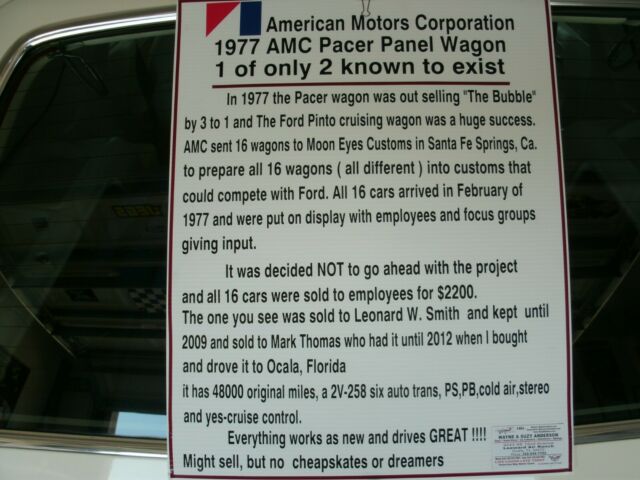 American Motors Corporation
1977 AMC Pacer Panel Wagon
1 of only 2 known to exist
In 1977 the Pacer wagon was out selling "The Bubble"
by 3 to 1 and The Ford Pinto cruising wagon was a huge success.
AMC sent 16 wagons to Moon Eyes Customs in Santa Fe Springs, Ca.
to prepare all 16 wagons ( all different ) into customs that
could compete with Ford. All 16 cars arrived in February of
1977 and were put on display with employees and focus groups
giving input.
It was decided NOT to go ahead with the project
and all 16 cars were sold to employees for $2200.
The one you see was sold to Leonard W. Smith and kept until
2009 and sold to Mark Thomas who had it until 2012 when I bought
and drove it to Ocala, Florida
it has 48000 original miles, a 2V-258 six auto trans, PS,PB,cold air,stereo
and yes-cruise control.
Everything works as new and drives GREAT !!!!
Might sell, but no cheapskates or dreamers
WAYNE & SUZY ANDERSON